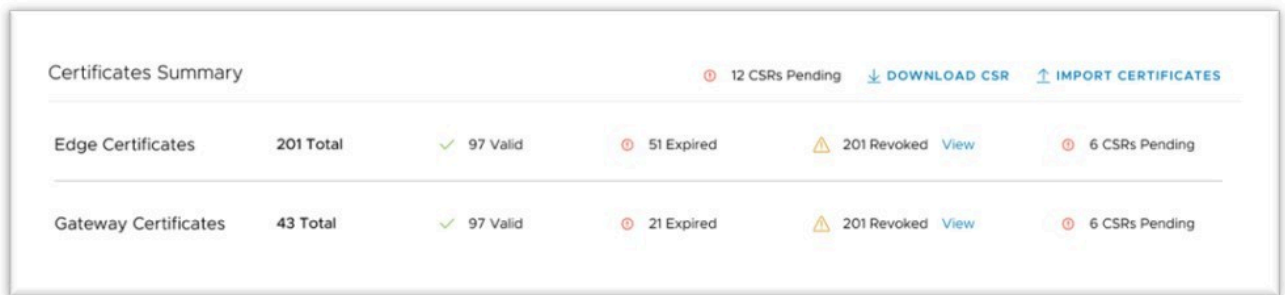 Certificates Summary 12 CSRs Pending DOWNLOAD CSR IMPORT CERTIFICATES
Edge Certificates 201 Total 97 Valid 51 Expired 201 Revoked View 6 CSRs Pending
Gateway Certificates 43 Total 97 Valid 21 Expired 201 Revoked View 6 CSRs Pending